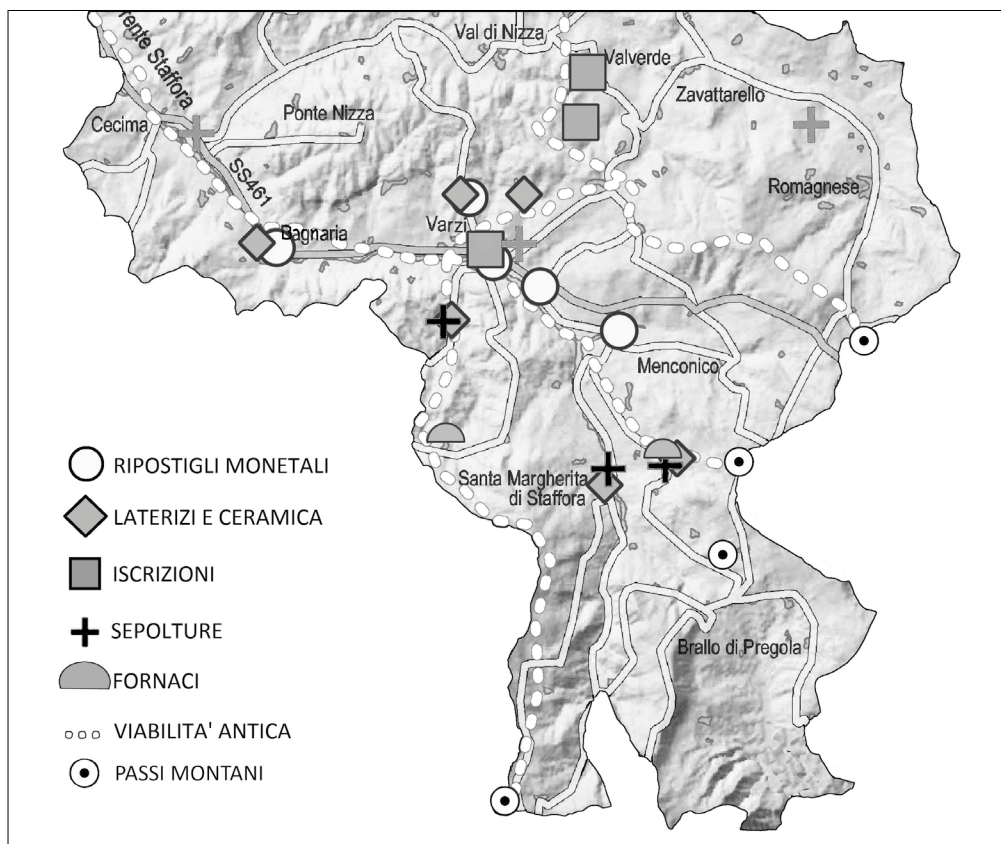 Val di Nizza
Valverde
Staffora
Zavattarello
Cecima
Ponte Nizza
SS461
Romagnese
Varzi
Bagnaria
Menconico
Santa Margherita
di Staffora
Brallo di Pregola
RIPOSTIGLI MONETALI
LATERIZI E CERAMICA
ISCRIZIONI
SEPOLTURE
FORNACI
VIABILITA' ANTICA
PASSI MONTANI